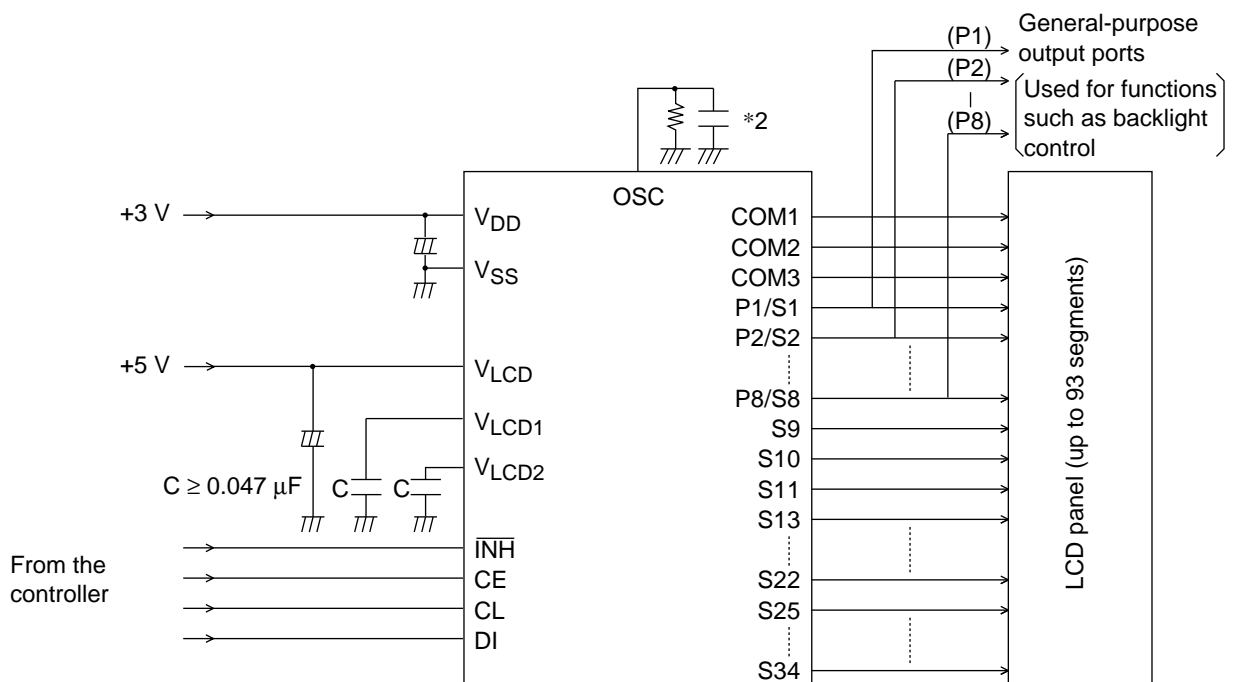 General-purpose
output ports
(P1)
(P2)
(P8)
Used for functions
such as backlight
control
*2
OSC
+3 V
VDD
VSS
+5 V
VLCD
VLCD1
VLCD2
C ≥ 0.047 μF
C
C
From the
controller
INH
CE
CL
DI
COM1
COM2
COM3
P1/S1
P2/S2
P8/S8
S9
S10
S11
S13
S22
S25
S34
LCD panel (up to 93 segments)